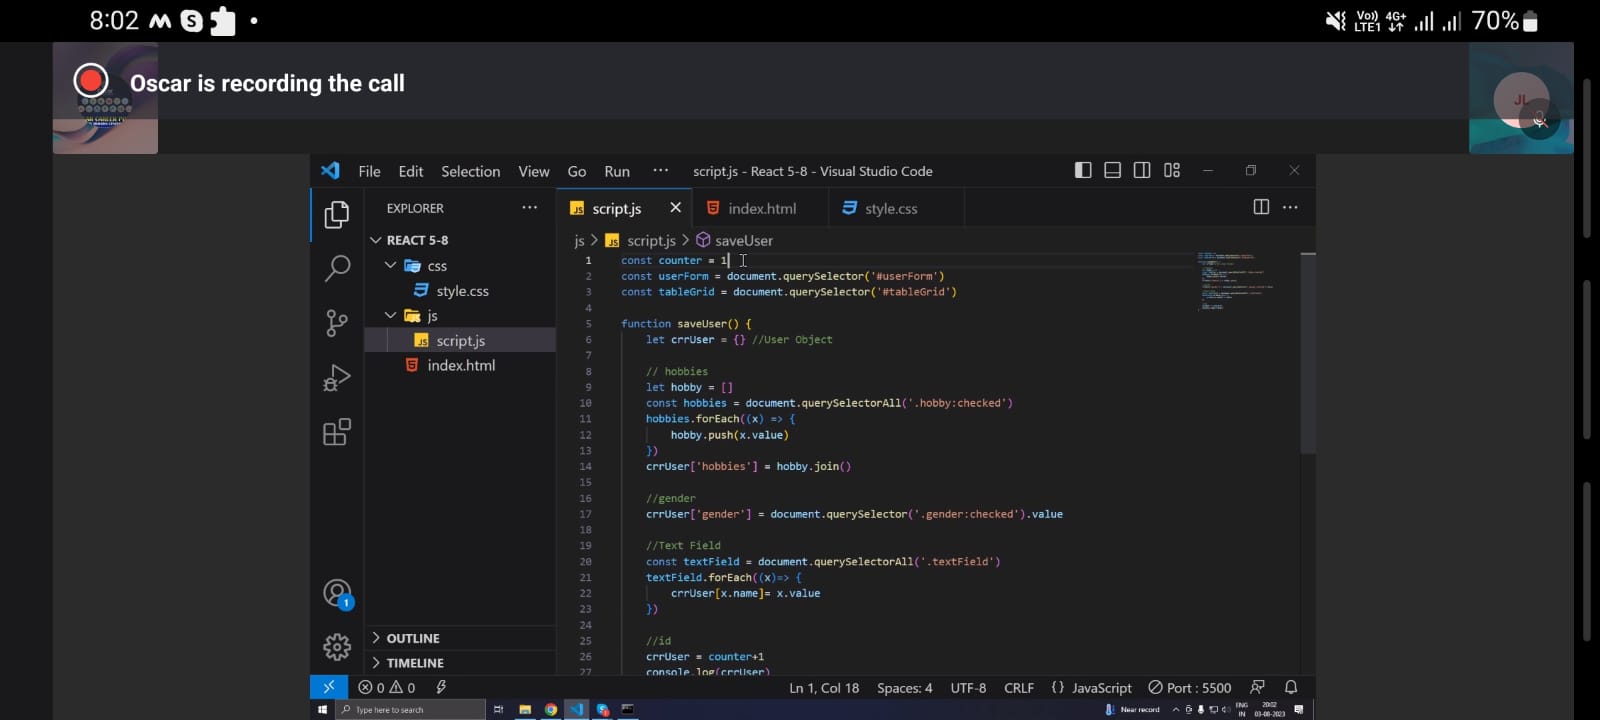 8:02
Vo)) 4G+ 70%
LTE1
Oscar is recording the call
JL
File Edit Selection View Go Run ··· script.js - React 5-8 - Visual Studio Code
EXPLORER ··· script.js index.html style.css ···
REACT 5-8
js > script.js > saveUser
css
style.css
js
script.js
index.html
1 const counter = 1
2 const userForm = document.querySelector('#userForm')
3 const tableGrid = document.querySelector('#tableGrid')
4
5 function saveUser() {
6 let crrUser = {} //User Object
7
8 // hobbies
9 let hobby = []
10 const hobbies = document.querySelectorAll('.hobby:checked')
11 hobbies.forEach((x) => {
12 hobby.push(x.value)
13 })
14 crrUser['hobbies'] = hobby.join()
15
16 //gender
17 crrUser['gender'] = document.querySelector('.gender:checked').value
18
19 //Text Field
20 const textField = document.querySelectorAll('.textField')
21 textField.forEach((x)=> {
22 crrUser[x.name]= x.value
23 })
24
25 //id
26 crrUser = counter+1
27 console.log(crrUser)
1
OUTLINE
TIMELINE
0 0 Ln 1, Col 18 Spaces: 4 UTF-8 CRLF {} JavaScript Port : 5500
Type here to search Near record ENG IN 20:02 03-08-2023